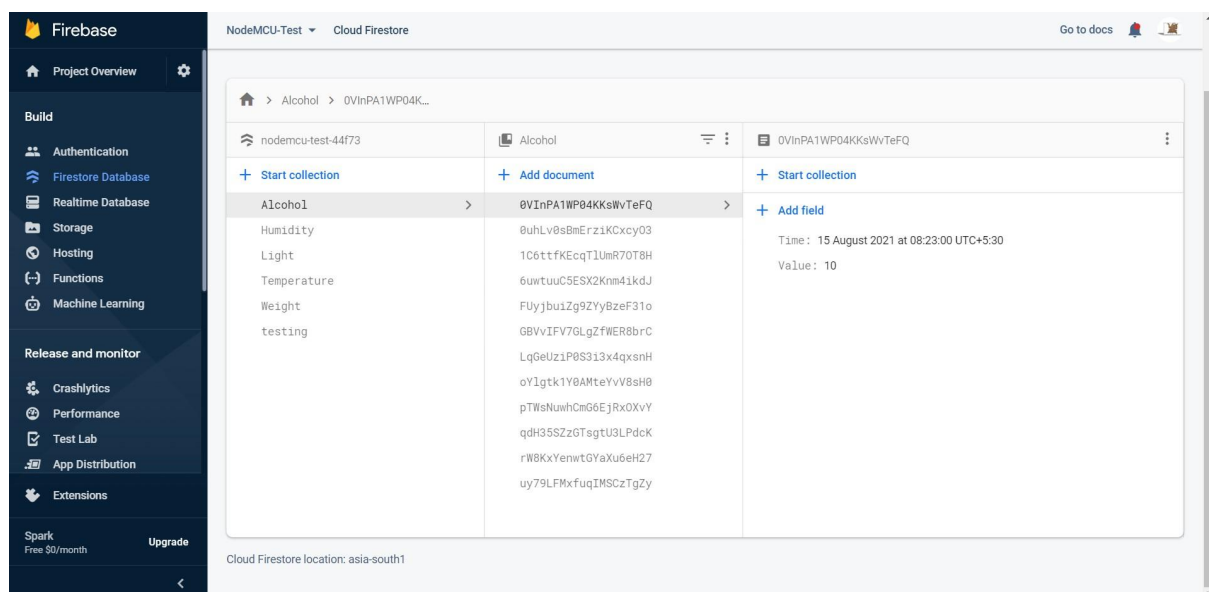 Firebase
Project Overview
Build
Authentication
Firestore Database
Realtime Database
Storage
Hosting
Functions
Machine Learning
Release and monitor
Crashlytics
Performance
Test Lab
App Distribution
Extensions
Spark
Free $0/month
Upgrade
NodeMCU-Test
Cloud Firestore
Go to docs
Alcohol > 0VInPA1WP04K...
nodemcu-test-44f73
Start collection
Alcohol
Humidity
Light
Temperature
Weight
testing
Alcohol
Add document
0VInPA1WP04KKsWvTeFQ
0uhLv0sBmErziKCxcyO3
1C6ttfKEcqTlUmR7OT8H
6uwtuuC5ESX2Knm4ikdJ
FUyjbuiZg9ZYyBzeF31o
GBVvIFV7GLgZfWER8brC
LqGeUziP0S3i3x4qxsnH
oYlgtk1Y0AMteYvV8sH0
pTWsNuwhCmG6EjRxOXvY
qdH35SZzGTsgtU3LPdcK
rW8KxYenwtGYaXu6eH27
uy79LFMxfuqIMSCzTgZy
0VInPA1WP04KKsWvTeFQ
Start collection
Add field
Time: 15 August 2021 at 08:23:00 UTC+5:30
Value: 10
Cloud Firestore location: asia-south1